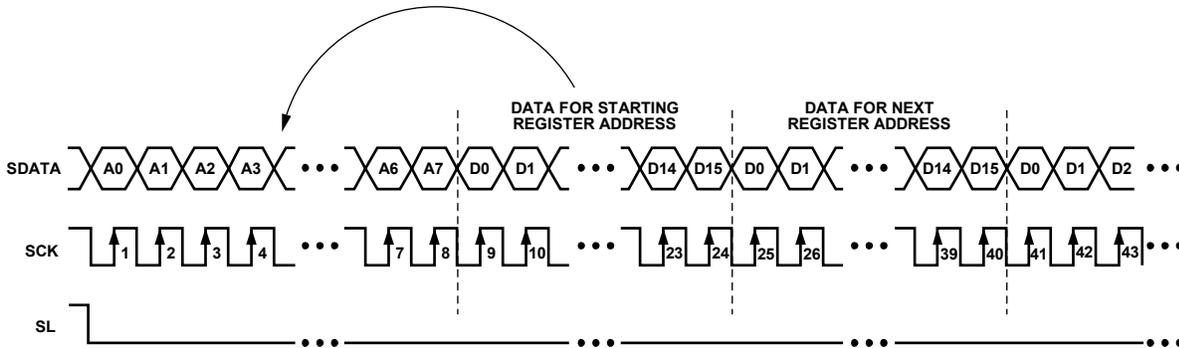 DATA FOR STARTING
REGISTER ADDRESS
DATA FOR NEXT
REGISTER ADDRESS
SDATA A0 A1 A2 A3 ••• A6 A7 D0 D1 ••• D14 D15 D0 D1 ••• D14 D15 D0 D1 D2 •••
SCK 1 2 3 4 ••• 7 8 9 10 ••• 23 24 25 26 ••• 39 40 41 42 43 •••
SL ••• ••• ••• •••